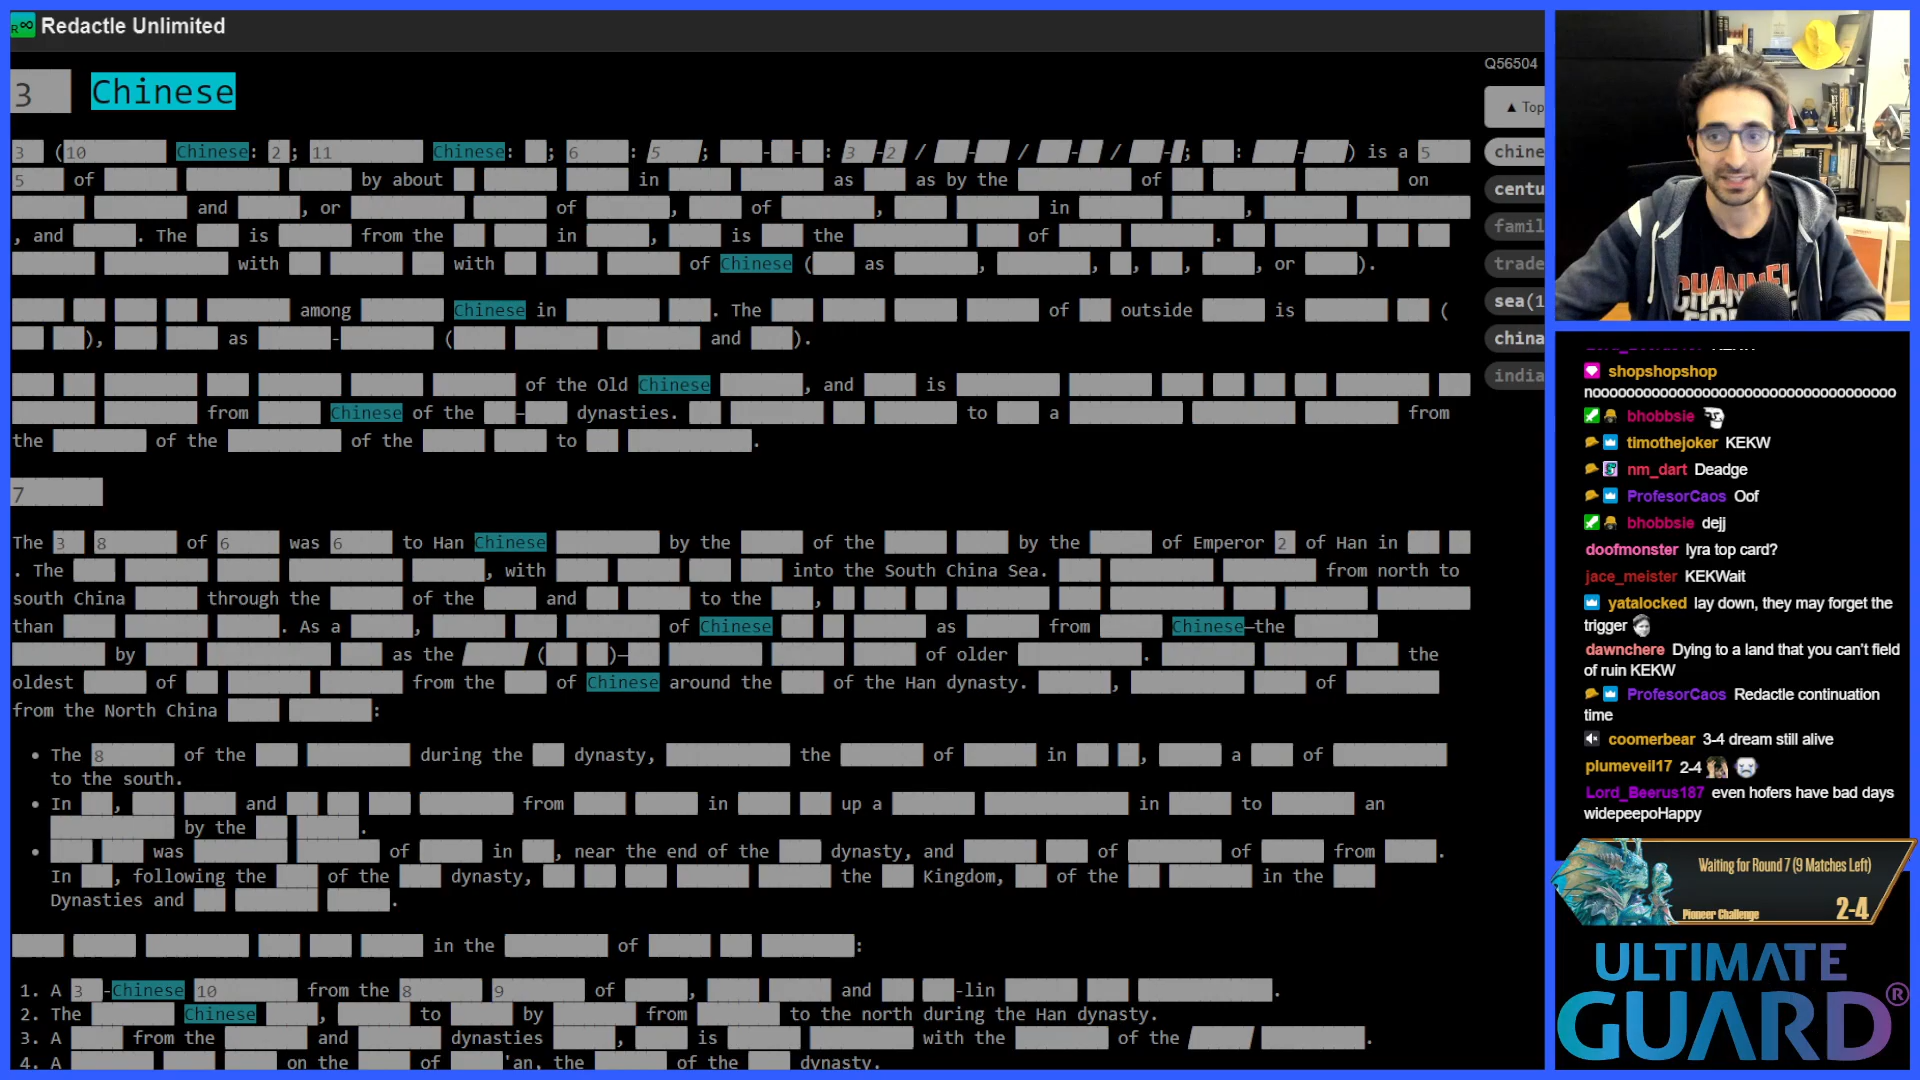 Redactle Unlimited
Q56504
▲ Top
3 Chinese
3 (10 Chinese: 2; 11 Chinese: ; 6: 5; - - : 3-2 / - / - / - ; : - ) is a 5
5 of by about in as as by the of on
and , or of , of , in , 
, and . The is from the in , is the of .
with with of Chinese ( as , , , , , or ).
among Chinese in . The of outside is (
), as - ( and ).
of the Old Chinese , and is
from Chinese of the – dynasties. to a from
the of the of the to .
7
The 3 8 of 6 was 6 to Han Chinese by the of the by the of Emperor 2 of Han in
. The , with into the South China Sea. from north to
south China through the of the and to the ,
than . As a , of Chinese as from Chinese—the
by as the ( )— of older . the
oldest of from the of Chinese around the of the Han dynasty. , of
from the North China :
• The 8 of the during the dynasty, the of in , a of
to the south.
• In , and from in up a in to an
by the .
• was of in , near the end of the dynasty, and of of from .
In , following the of the dynasty, the Kingdom, of the in the
Dynasties and .
in the of :
1. A 3-Chinese 10 from the 8 9 of , and -lin .
2. The Chinese , to by from to the north during the Han dynasty.
3. A from the and dynasties , is with the of the .
4. A on the of 'an, the of the dynasty.
chine
centu
famil
trade
sea(1
china
india
CHANNEL
FIRE
shopshopshop
nooooooooooooooooooooooooooooooooooo
bhobbsie
timothejoker KEKW
nm_dart Deadge
ProfesorCaos Oof
bhobbsie dejj
doofmonster lyra top card?
jace_meister KEKWait
yatalocked lay down, they may forget the
trigger
dawnchere Dying to a land that you can't field
of ruin KEKW
ProfesorCaos Redactle continuation
time
coomerbear 3-4 dream still alive
plumeveil17 2-4
Lord_Beerus187 even hofers have bad days
widepeepoHappy
Waiting for Round 7 (9 Matches Left)
Pioneer Challenge 2-4
ULTIMATE
GUARD®